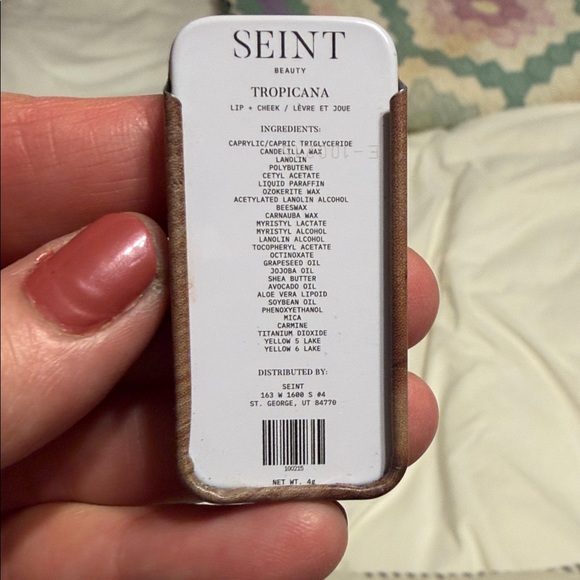 SEINT
BEAUTY
TROPICANA
LIP + CHEEK / LÈVRE ET JOUE
INGREDIENTS:
CAPRYLIC/CAPRIC TRIGLYCERIDE
CANDELILLA WAX
LANOLIN
POLYBUTENE
CETYL ACETATE
LIQUID PARAFFIN
OZOKERITE WAX
ACETYLATED LANOLIN ALCOHOL
BEESWAX
CARNAUBA WAX
MYRISTYL LACTATE
MYRISTYL ALCOHOL
LANOLIN ALCOHOL
TOCOPHERYL ACETATE
OCTINOXATE
GRAPESEED OIL
JOJOBA OIL
SHEA BUTTER
AVOCADO OIL
ALOE VERA LIPOID
SOYBEAN OIL
PHENOXYETHANOL
MICA
CARMINE
TITANIUM DIOXIDE
YELLOW 5 LAKE
YELLOW 6 LAKE
DISTRIBUTED BY:
SEINT
163 W 1600 S #4
ST. GEORGE, UT 84770
100215
NET WT. 4g